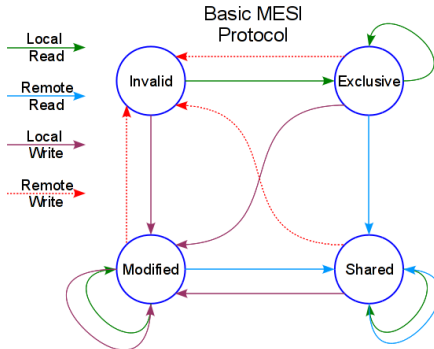 Basic MESI
Protocol
Local
Read
Remote
Read
Local
Write
Remote
Write
Invalid
Exclusive
Modified
Shared